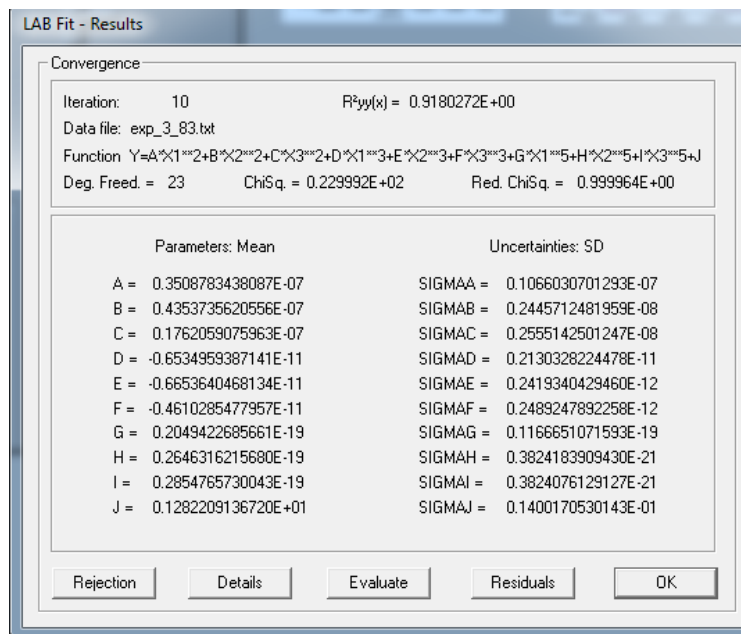 LAB Fit - Results
Convergence
Iteration: 10 R²yy(x) = 0.9180272E+00
Data file: exp_3_83.txt
Function Y=A*X1**2+B*X2**2+C*X3**2+D*X1**3+E*X2**3+F*X3**3+G*X1**5+H*X2**5+I*X3**5+J
Deg. Freed. = 23 ChiSq. = 0.229992E+02 Red. ChiSq. = 0.999964E+00
Parameters: Mean Uncertainties: SD
A = 0.3508783438087E-07 SIGMAA = 0.1066030701293E-07
B = 0.4353735620556E-07 SIGMAB = 0.2445712481959E-08
C = 0.1762059075963E-07 SIGMAC = 0.2555142501247E-08
D = -0.6534959387141E-11 SIGMAD = 0.2130328224478E-11
E = -0.6653640468134E-11 SIGMAE = 0.2419340429460E-12
F = -0.4610285477957E-11 SIGMAF = 0.2489247892258E-12
G = 0.2049422685661E-19 SIGMAG = 0.1166651071593E-19
H = 0.2646316215680E-19 SIGMAH = 0.3824183909430E-21
I = 0.2854765730043E-19 SIGMAI = 0.3824076129127E-21
J = 0.1282209136720E+01 SIGMAJ = 0.1400170530143E-01
Rejection Details Evaluate Residuals OK